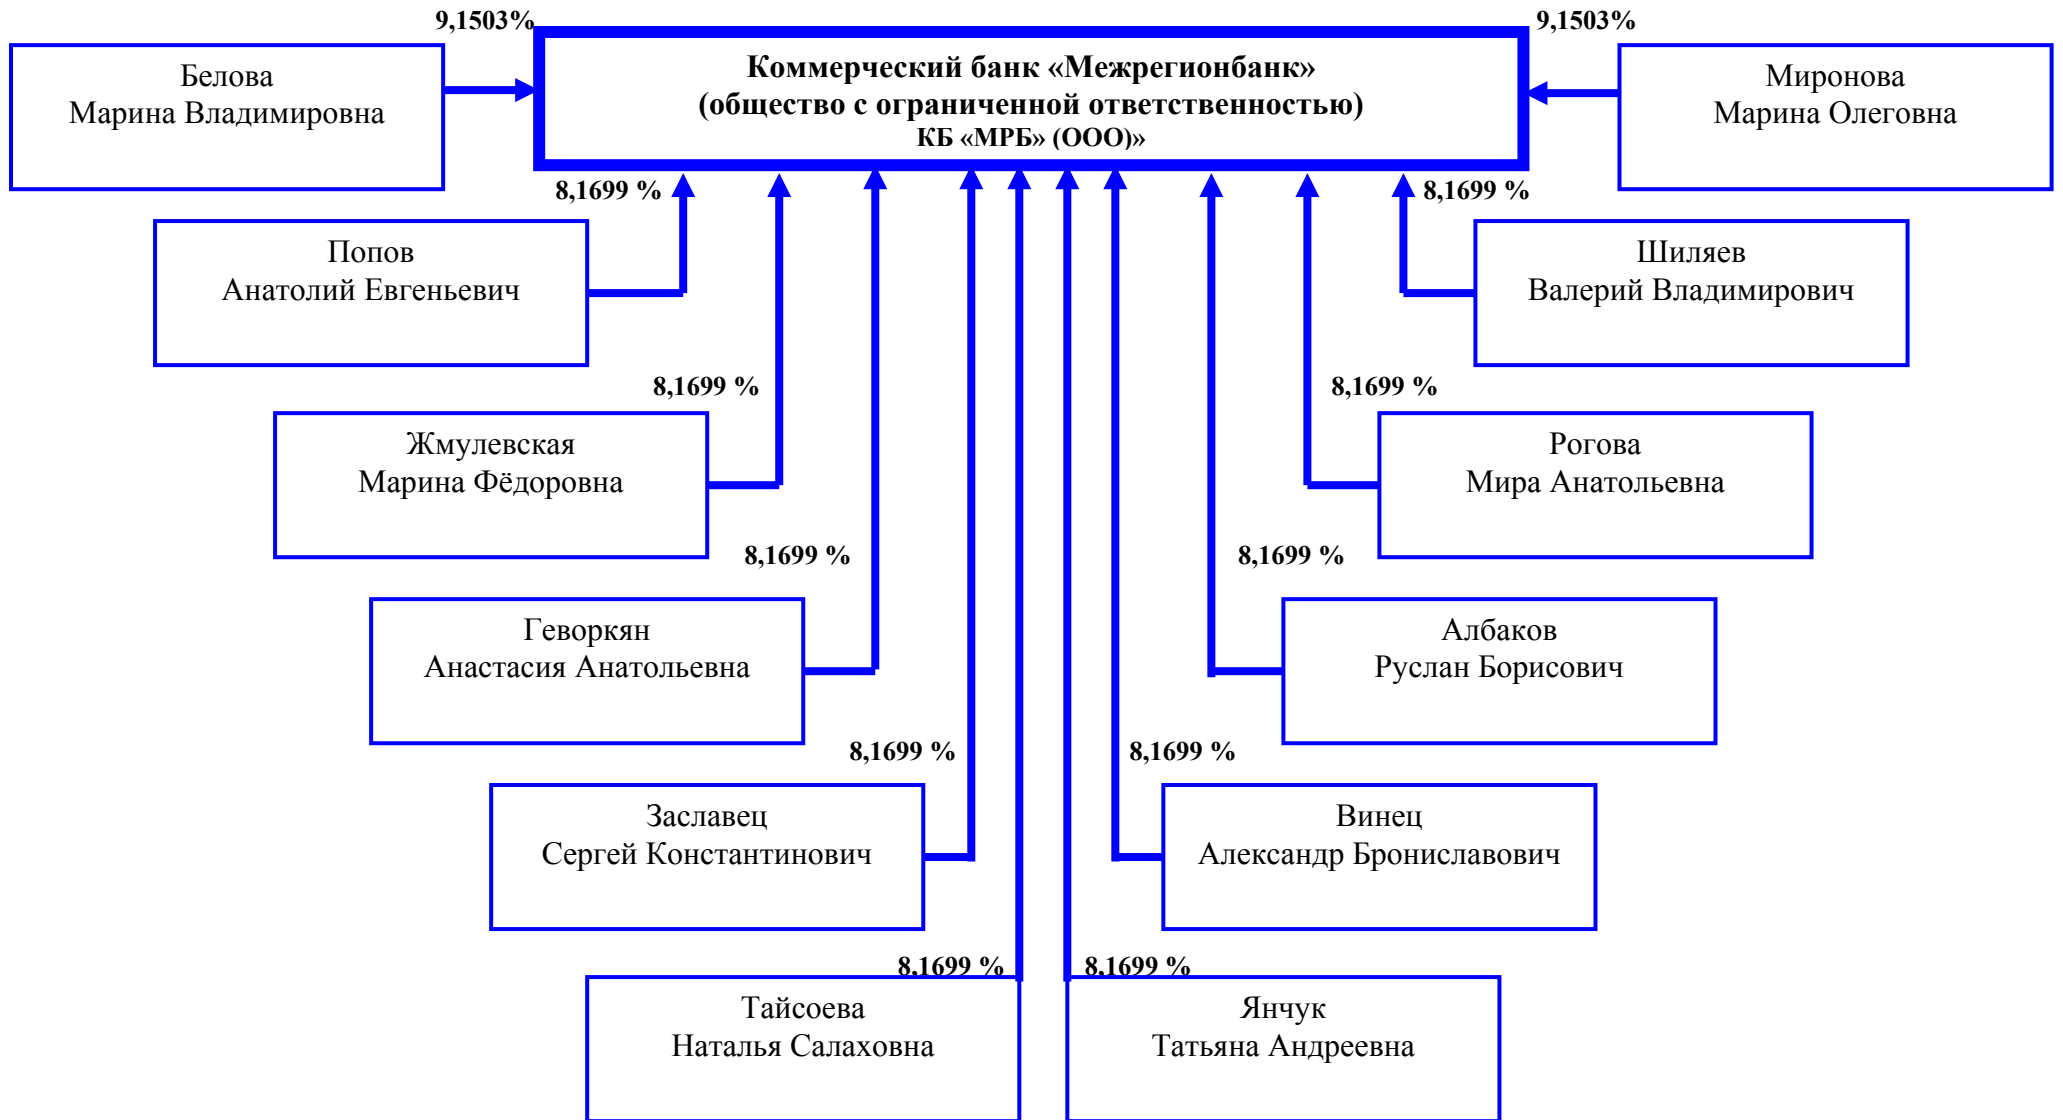 9,1503%
9,1503%
Белова
Марина Владимировна
Коммерческий банк «Межрегионбанк»
(общество с ограниченной ответственностью)
КБ «МРБ» (ООО)»
Миронова
Марина Олеговна
8,1699 %
8,1699 %
Попов
Анатолий Евгеньевич
Шиляев
Валерий Владимирович
8,1699 %
8,1699 %
Жмулевская
Марина Фёдоровна
Рогова
Мира Анатольевна
8,1699 %
8,1699 %
Геворкян
Анастасия Анатольевна
Албаков
Руслан Борисович
8,1699 %
8,1699 %
Заславец
Сергей Константинович
Винец
Александр Брониславович
8,1699 %
8,1699 %
Тайсоева
Наталья Салаховна
Янчук
Татьяна Андреевна